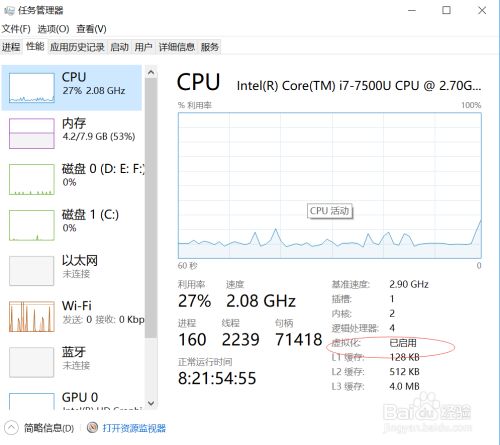 任务管理器
文件(F) 选项(O) 查看(V)
进程 性能 应用历史记录 启动 用户 详细信息 服务
CPU
27% 2.08 GHz
内存
4.2/7.9 GB (53%)
磁盘 0 (D: E: F:)
0%
磁盘 1 (C:)
0%
以太网
未连接
Wi-Fi
发送: 0 接收: 0 Kbp
蓝牙
未连接
GPU 0
CPU
Intel(R) Core(TM) i7-7500U CPU @ 2.70G...
% 利用率
100%
CPU 活动
60 秒
0
利用率 速度
27% 2.08 GHz
进程 线程 句柄
160 2239 71418
正常运行时间
8:21:54:55
基准速度: 2.90 GHz
插槽: 1
内核: 2
逻辑处理器: 4
虚拟化: 已启用
L1 缓存: 128 KB
L2 缓存: 512 KB
L3 缓存: 4.0 MB
简略信息(D) 打开资源监视器
Baidu 经验
jingyan.baidu.com